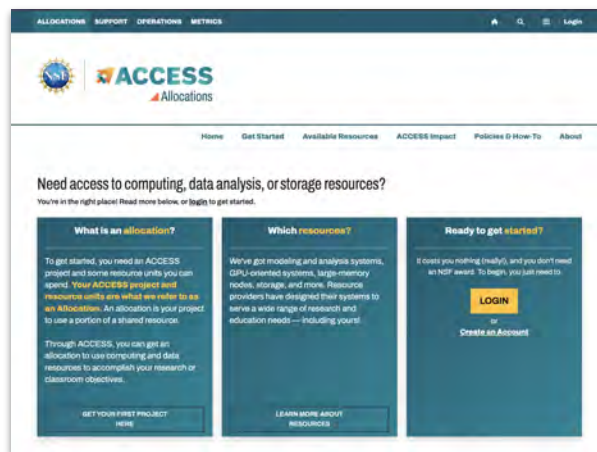 ALLOCATIONS SUPPORT OPERATIONS METRICS Login
NSF
ACCESS
Allocations
Home Get Started Available Resources ACCESS Impact Policies & How-To About
Need access to computing, data analysis, or storage resources?
You're in the right place! Read more below, or login to get started.
What is an allocation?
To get started, you need an ACCESS
project and some resource units you can
spend. Your ACCESS project and
resource units are what we refer to as
an Allocation. An allocation is your project
to use a portion of a shared resource.
Through ACCESS, you can get an
allocation to use computing and data
resources to accomplish your research or
classroom objectives.
GET YOUR FIRST PROJECT
HERE
Which resources?
We've got modeling and analysis systems,
GPU-oriented systems, large-memory
nodes, storage, and more. Resource
providers have designed their systems to
serve a wide range of research and
education needs — including yours!
LEARN MORE ABOUT
RESOURCES
Ready to get started?
It costs you nothing (really!), and you don't need
an NSF award. To begin, you just need to
LOGIN
or
Create an Account